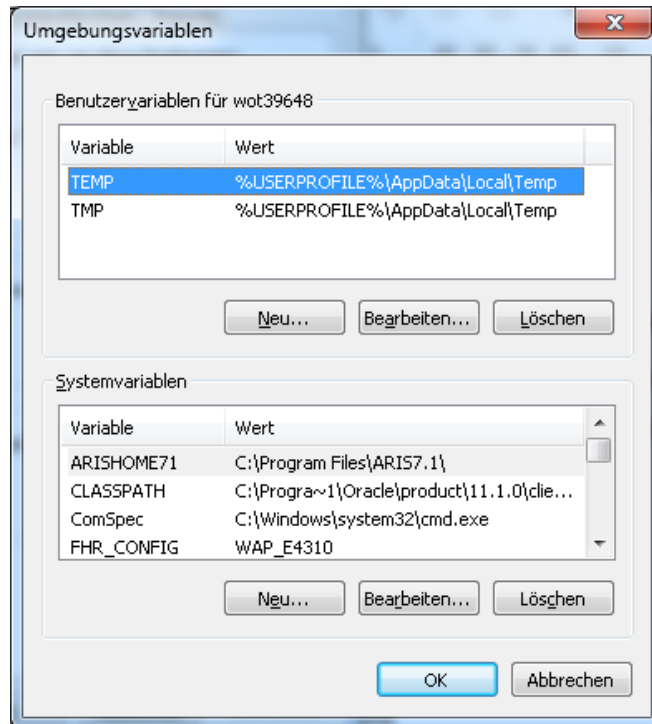 Umgebungsvariablen
Benutzervariablen für wot39648
Variable Wert
TEMP %USERPROFILE%\AppData\Local\Temp
TMP %USERPROFILE%\AppData\Local\Temp
Neu... Bearbeiten... Löschen
Systemvariablen
Variable Wert
ARISHOME71 C:\Program Files\ARIS7.1\
CLASSPATH C:\Progra~1\Oracle\product\11.1.0\clie...
ComSpec C:\Windows\system32\cmd.exe
FHR_CONFIG WAP_E4310
Neu... Bearbeiten... Löschen
OK Abbrechen